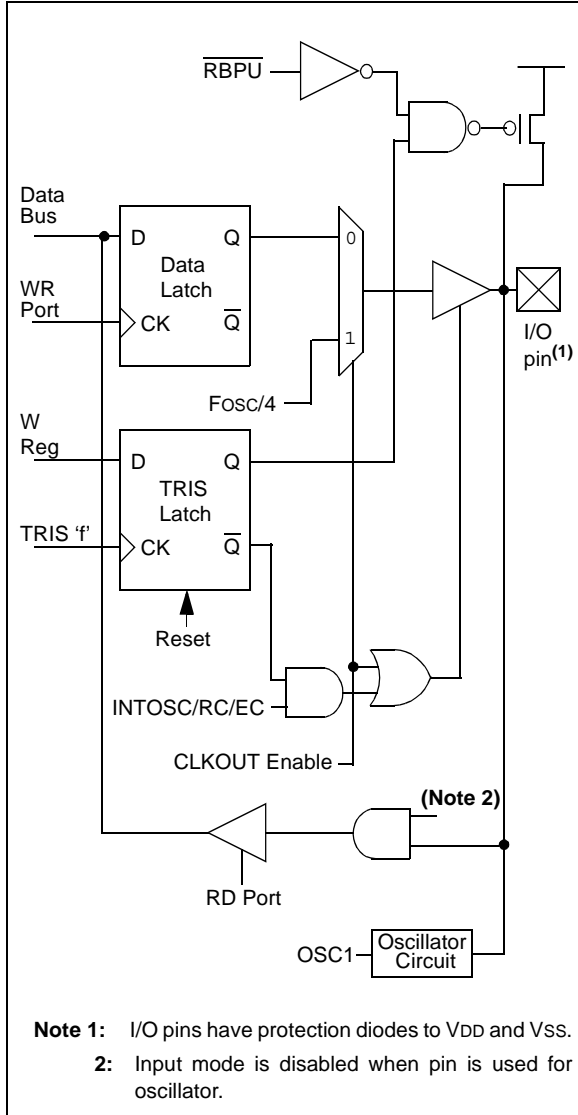 R̅B̅P̅U̅
Data
Bus
D
Q
0
Data
Latch
WR
Port
CK
Q̅
1
I/O
pin(1)
FOSC/4
W
Reg
D
Q
TRIS
Latch
TRIS ‘f’
CK
Q̅
Reset
INTOSC/RC/EC
CLKOUT Enable
(Note 2)
RD Port
OSC1
Oscillator
Circuit
Note 1: I/O pins have protection diodes to VDD and VSS.
2: Input mode is disabled when pin is used for
oscillator.